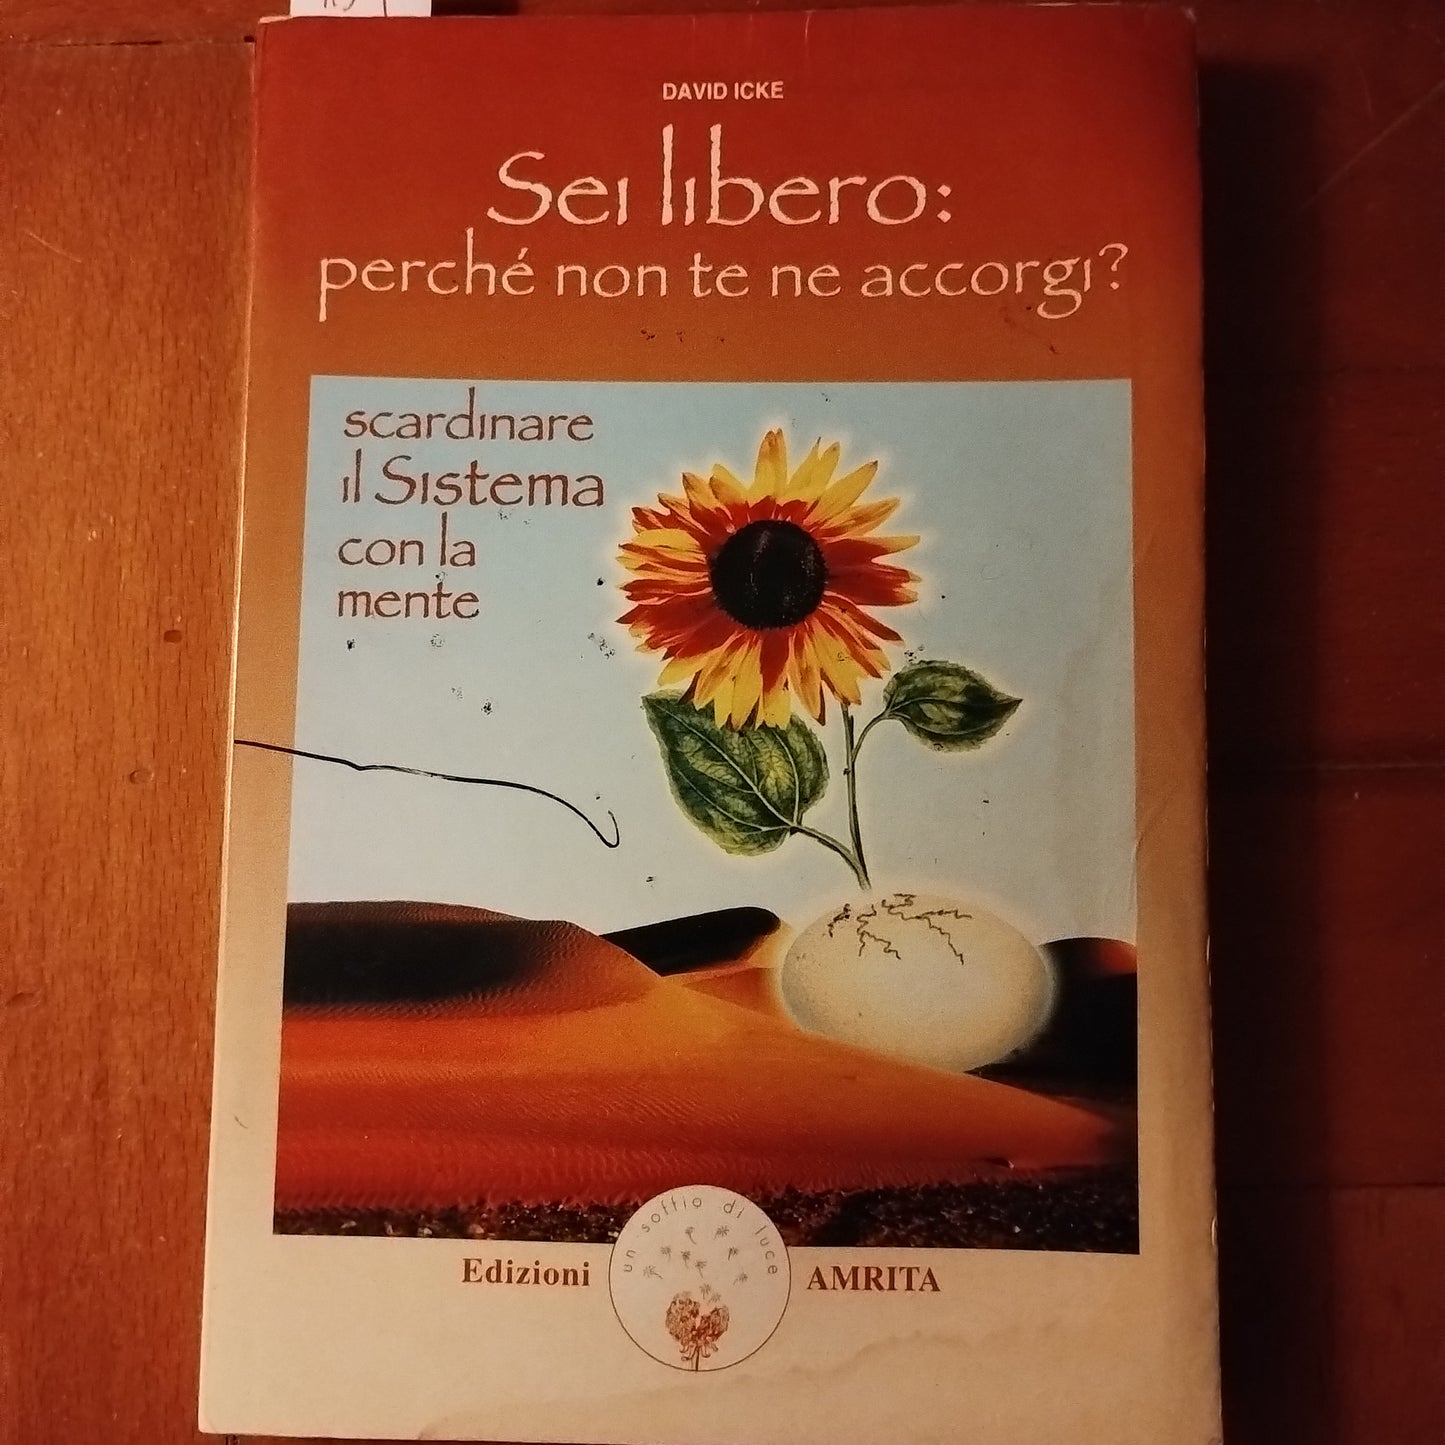 DAVID ICKE
Sei libero:
perché non te ne accorgi?
scardinare
il Sistema
con la
mente
un soffio di luce
Edizioni AMRITA